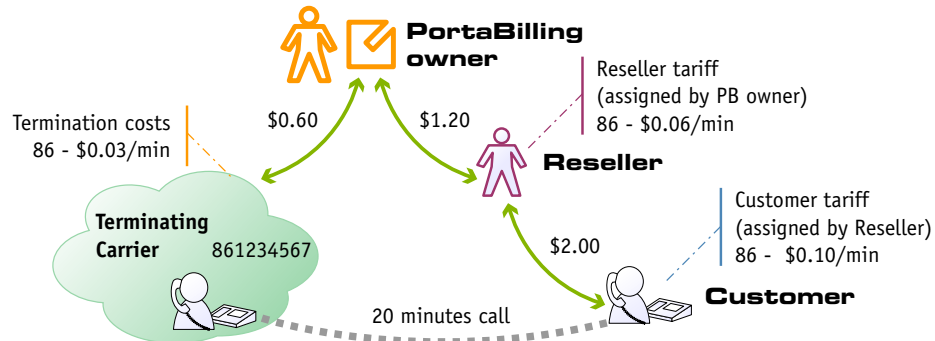 PortaBilling
owner
Reseller tariff
(assigned by PB owner)
86 - $0.06/min
Termination costs
86 - $0.03/min
$0.60
$1.20
Reseller
Terminating
Carrier
861234567
Customer tariff
(assigned by Reseller)
86 - $0.10/min
$2.00
Customer
20 minutes call